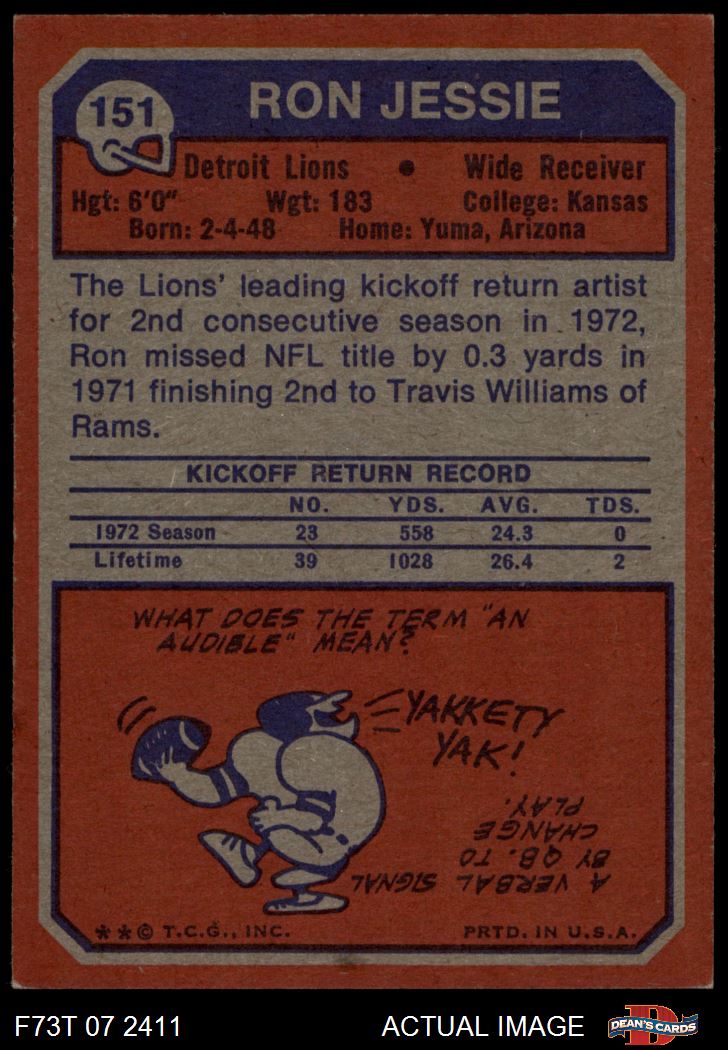 151
RON JESSIE
Detroit Lions • Wide Receiver
Hgt: 6'0" Wgt: 183 College: Kansas
Born: 2-4-48 Home: Yuma, Arizona
The Lions' leading kickoff return artist
for 2nd consecutive season in 1972,
Ron missed NFL title by 0.3 yards in
1971 finishing 2nd to Travis Williams of
Rams.
KICKOFF RETURN RECORD
NO. YDS. AVG. TDS.
1972 Season 23 558 24.3 0
Lifetime 39 1028 26.4 2
WHAT DOES THE TERM "AN
AUDIBLE" MEAN?
YAKKETY
YAK!
A VERBAL SIGNAL
BY QB. TO
CHANGE
PLAY.
**© T.C.G., INC. PRTD. IN U.S.A.
F73T 07 2411 ACTUAL IMAGE D DEAN'S CARDS